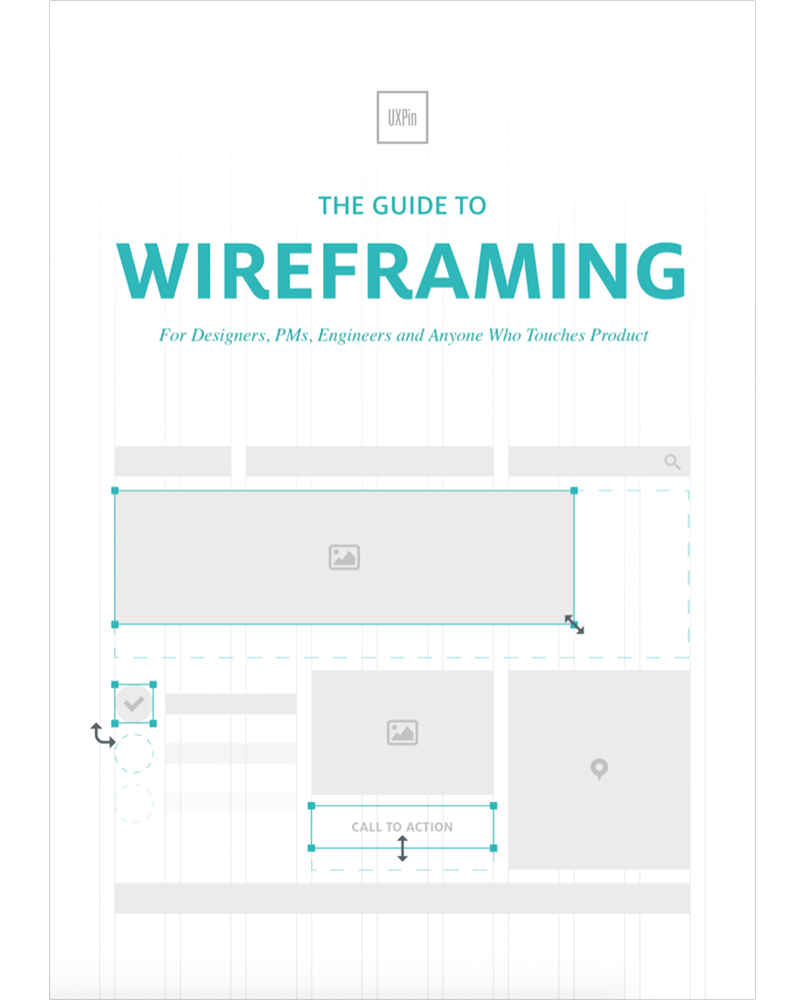 UXPin
THE GUIDE TO
WIREFRAMING
For Designers, PMs, Engineers and Anyone Who Touches Product
CALL TO ACTION